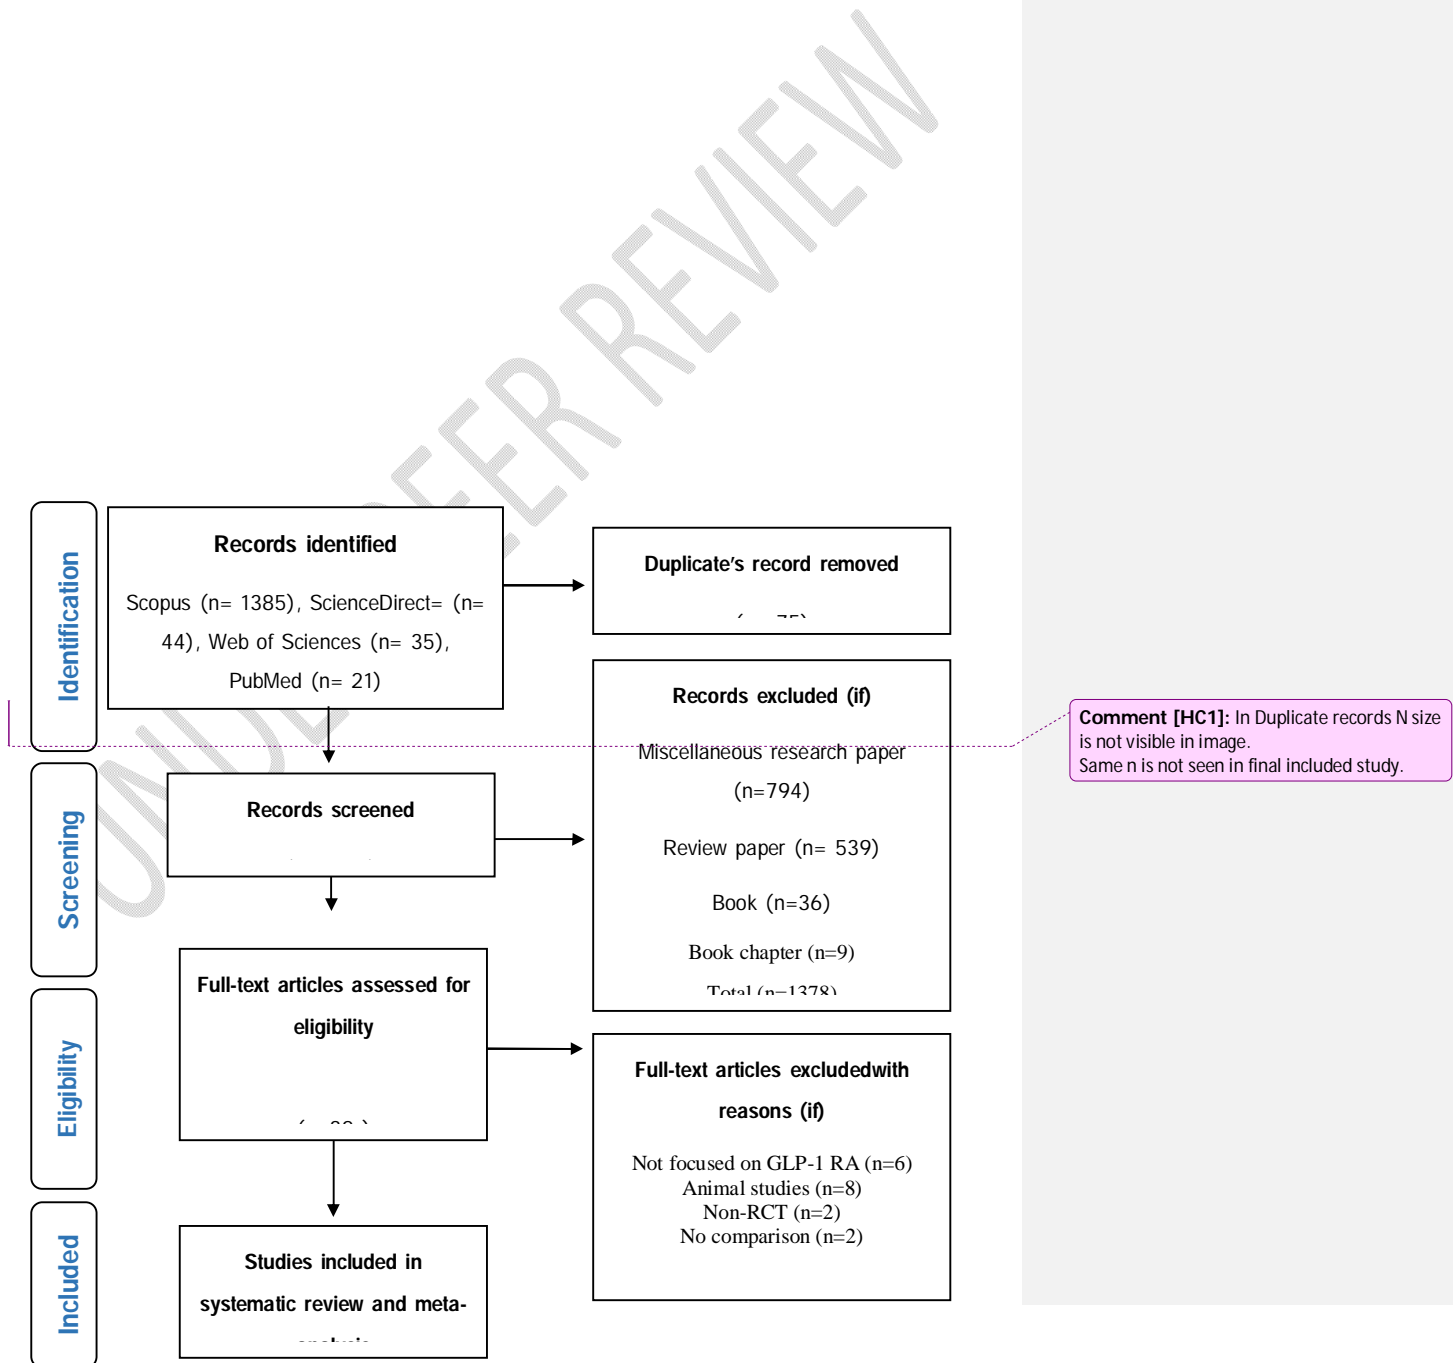 UNDER PEER REVIEW
Identification
Records identified
Scopus (n= 1385), ScienceDirect= (n=
44), Web of Sciences (n= 35),
PubMed (n= 21)
Duplicate's record removed
Records excluded (if)
Miscellaneous research paper
(n=794)
Review paper (n= 539)
Book (n=36)
Book chapter (n=9)
Total (n=1378)
Comment [HC1]: In Duplicate records N size
is not visible in image.
Same n is not seen in final included study.
Screening
Records screened
Eligibility
Full-text articles assessed for
eligibility
Full-text articles excludedwith
reasons (if)
Not focused on GLP-1 RA (n=6)
Animal studies (n=8)
Non-RCT (n=2)
No comparison (n=2)
Included
Studies included in
systematic review and meta-